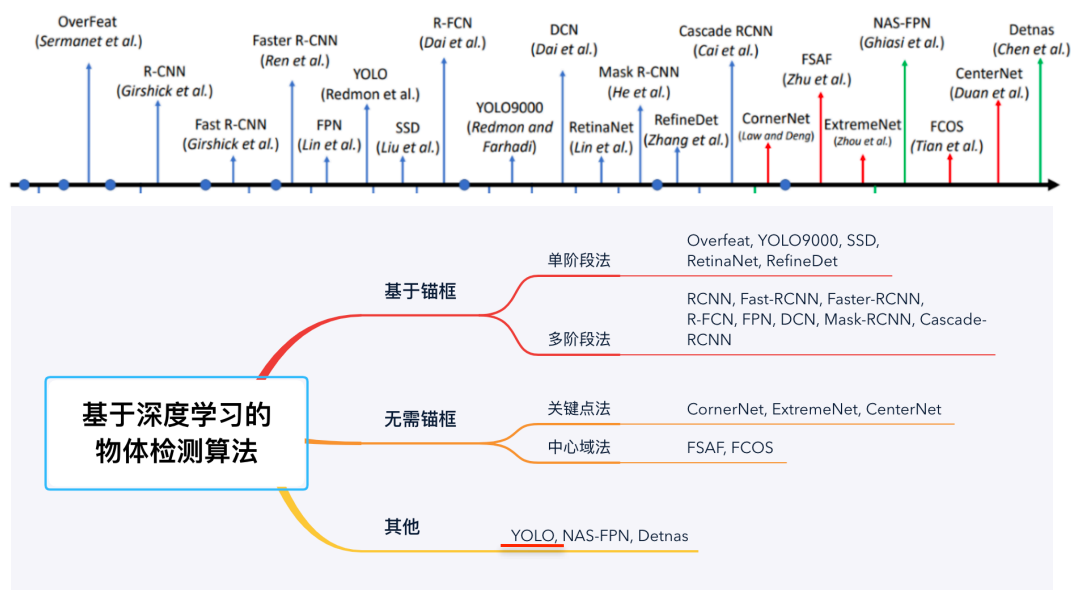 OverFeat
(Sermanet et al.)
R-CNN
(Girshick et al.)
Fast R-CNN
(Girshick et al.)
Faster R-CNN
(Ren et al.)
FPN
(Lin et al.)
YOLO
(Redmon et al.)
SSD
(Liu et al.)
R-FCN
(Dai et al.)
YOLO9000
(Redmon and
Farhadi)
DCN
(Dai et al.)
RetinaNet
(Lin et al.)
Mask R-CNN
(He et al.)
RefineDet
(Zhang et al.)
Cascade RCNN
(Cai et al.)
CornerNet
(Law and Deng)
FSAF
(Zhu et al.)
ExtremeNet
(Zhou et al.)
NAS-FPN
(Ghiasi et al.)
FCOS
(Tian et al.)
CenterNet
(Duan et al.)
Detnas
(Chen et al.)
基于深度学习的
物体检测算法
基于锚框
单阶段法
Overfeat, YOLO9000, SSD,
RetinaNet, RefineDet
多阶段法
RCNN, Fast-RCNN, Faster-RCNN,
R-FCN, FPN, DCN, Mask-RCNN, Cascade-
RCNN
无需锚框
关键点法
CornerNet, ExtremeNet, CenterNet
中心域法
FSAF, FCOS
其他
YOLO, NAS-FPN, Detnas